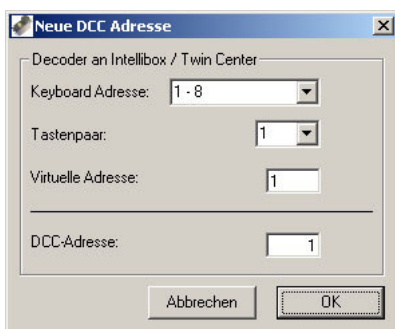 Neue DCC Adresse
Decoder an Intellibox / Twin Center
Keyboard Adresse: 1 - 8
Tastenpaar: 1
Virtuelle Adresse: 1
DCC-Adresse: 1
Abbrechen OK